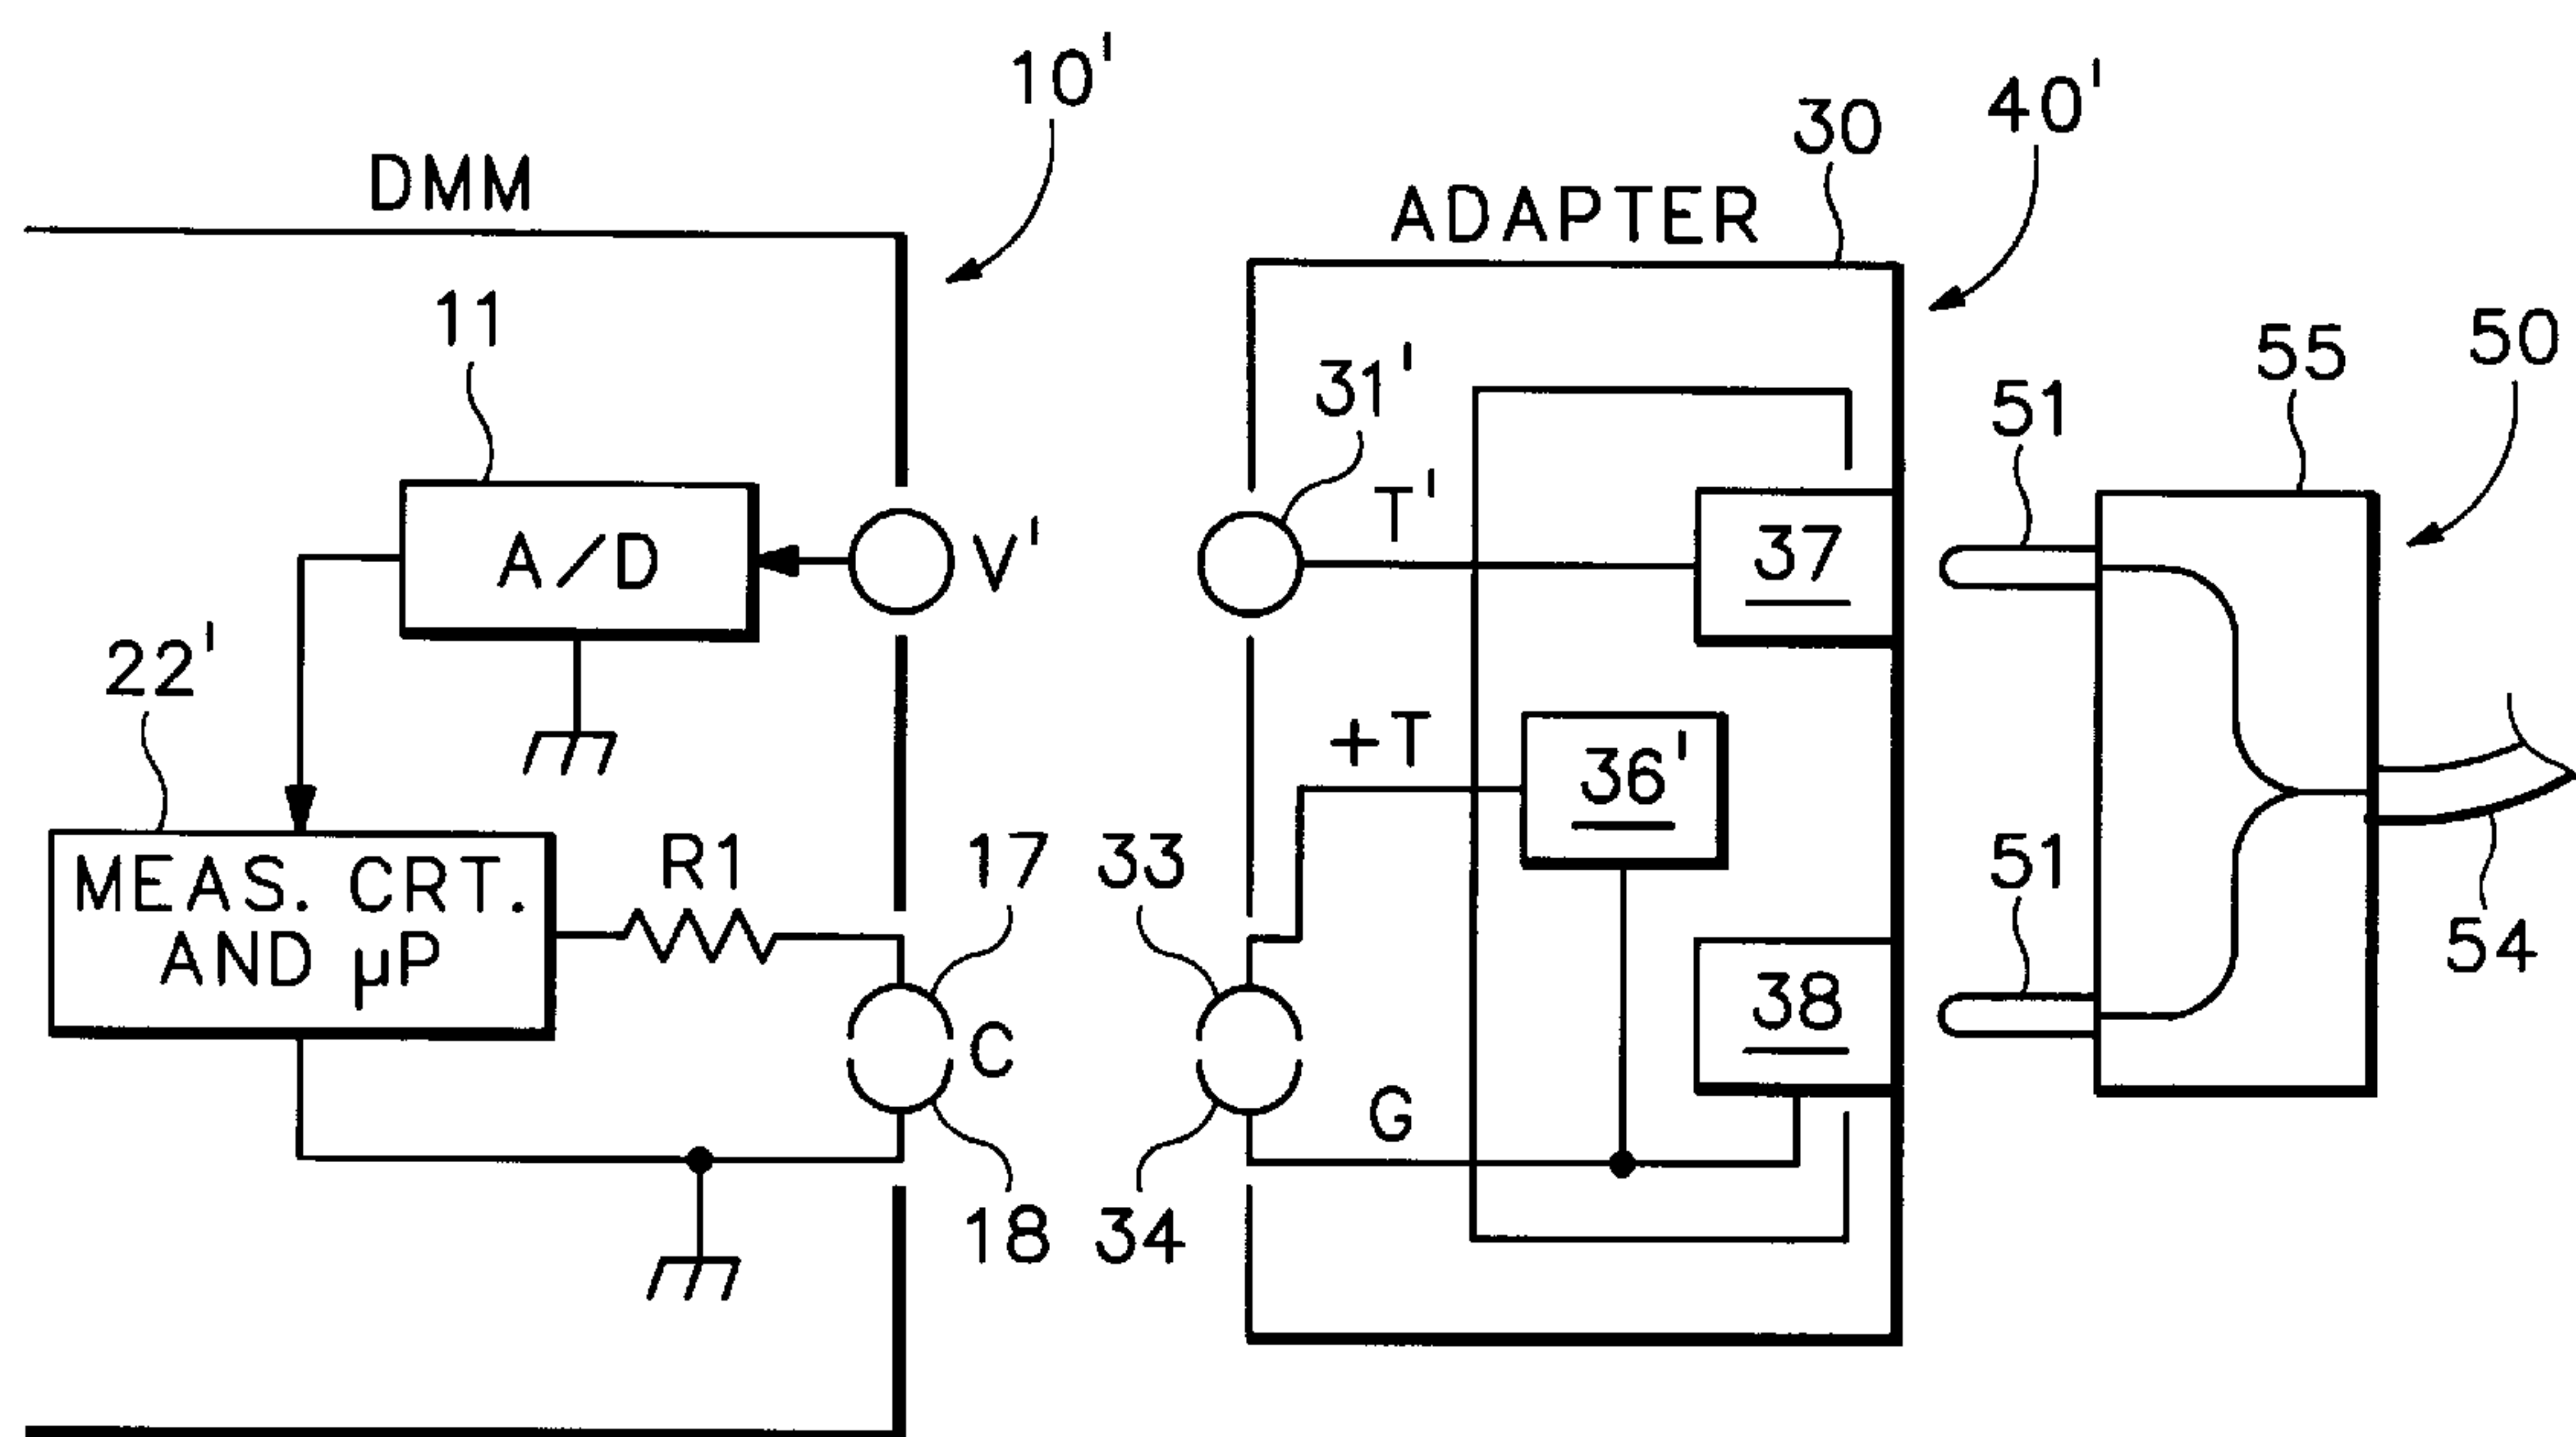 10'
40'
30
DMM
ADAPTER
11
31'
55
50
51
T'
A/D
V'
37
22'
+T
36'
MEAS. CRT.
AND µP
R1
17
33
51
54
38
C
G
18
34